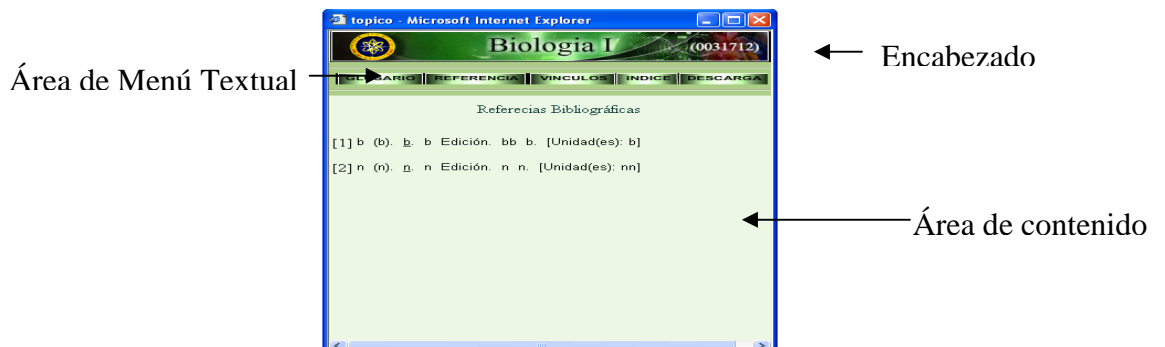 topico - Microsoft Internet Explorer
Biologia I (0031712)
Encabezado
Área de Menú Textual
GLOSARIO REFERENCIA VINCULOS INDICE DESCARGA
Referecias Bibliográficas
[1] b (b). b. b Edición. bb b. [Unidad(es): b]
[2] n (n). n. n Edición. n n. [Unidad(es): nn]
Área de contenido